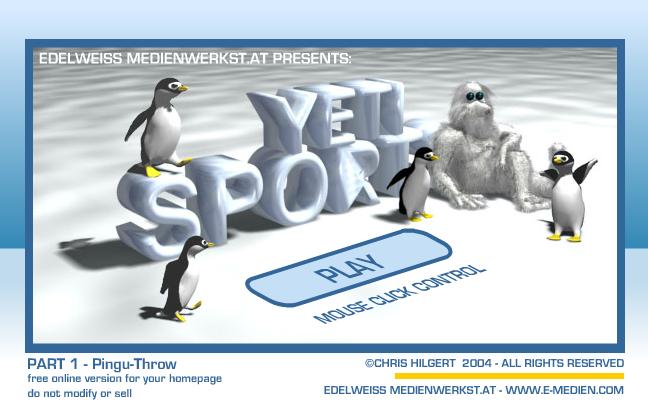 EDELWEISS MEDIENWERKST.AT PRESENTS:
YETI
SPORTS
PLAY
MOUSE CLICK CONTROL
PART 1 - Pingu-Throw
free online version for your homepage
do not modify or sell
©CHRIS HILGERT 2004 - ALL RIGHTS RESERVED
EDELWEISS MEDIENWERKST.AT - WWW.E-MEDIEN.COM